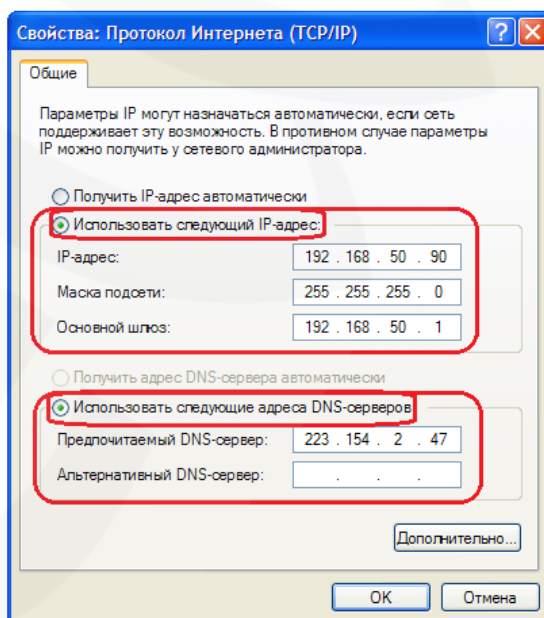 Свойства: Протокол Интернета (TCP/IP)
Общие
Параметры IP могут назначаться автоматически, если сеть
поддерживает эту возможность. В противном случае параметры
IP можно получить у сетевого администратора.
Получить IP-адрес автоматически
Использовать следующий IP-адрес:
IP-адрес: 192 . 168 . 50 . 90
Маска подсети: 255 . 255 . 255 . 0
Основной шлюз: 192 . 168 . 50 . 1
Получить адрес DNS-сервера автоматически
Использовать следующие адреса DNS-серверов
Предпочитаемый DNS-сервер: 223 . 154 . 2 . 47
Альтернативный DNS-сервер: . . .
Дополнительно...
OK Отмена